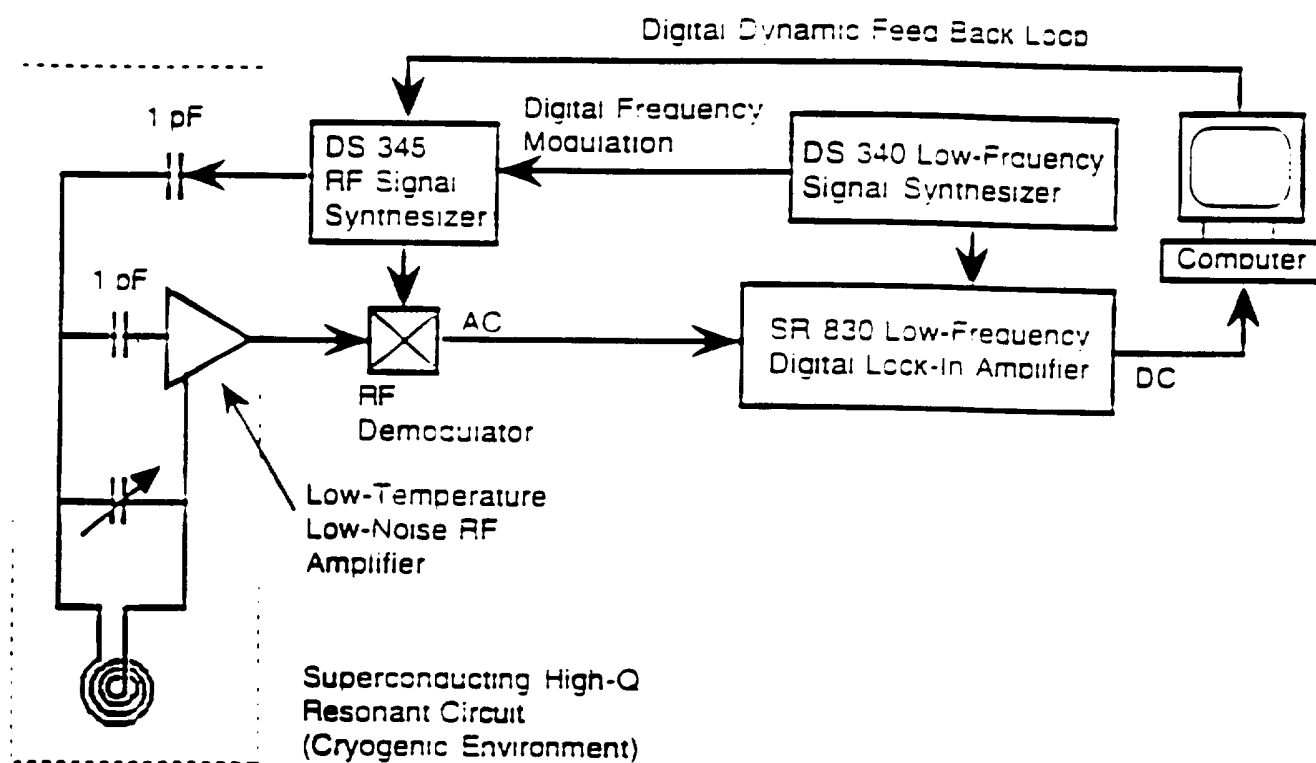 Digital Dynamic Feed Back Loop
1 pF
DS 345
RF Signal
Synthesizer
Digital Frequency
Modulation
DS 340 Low-Frauency
Signal Synthesizer
Computer
1 pF
AC
SR 830 Low-Frequency
Digital Lock-In Amplifier
DC
RF
Demodulator
Low-Temperature
Low-Noise RF
Amplifier
Superconducting High-Q
Resonant Circuit
(Cryogenic Environment)